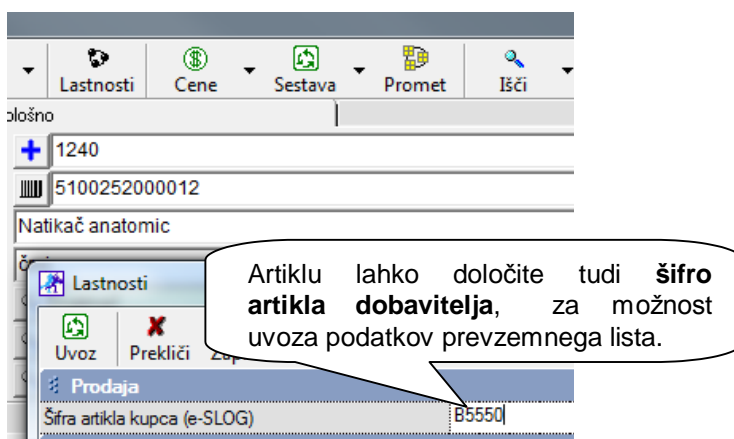 Lastnosti Cene Sestava Promet Išči
ološno
1240
5100252000012
Natikač anatomic
Lastnosti
Artiklu lahko določite tudi šifro
artikla dobavitelja, za možnost
uvoza podatkov prevzemnega lista.
Uvoz Prekliči
Prodaja
Šifra artikla kupca (e-SLOG) B5550